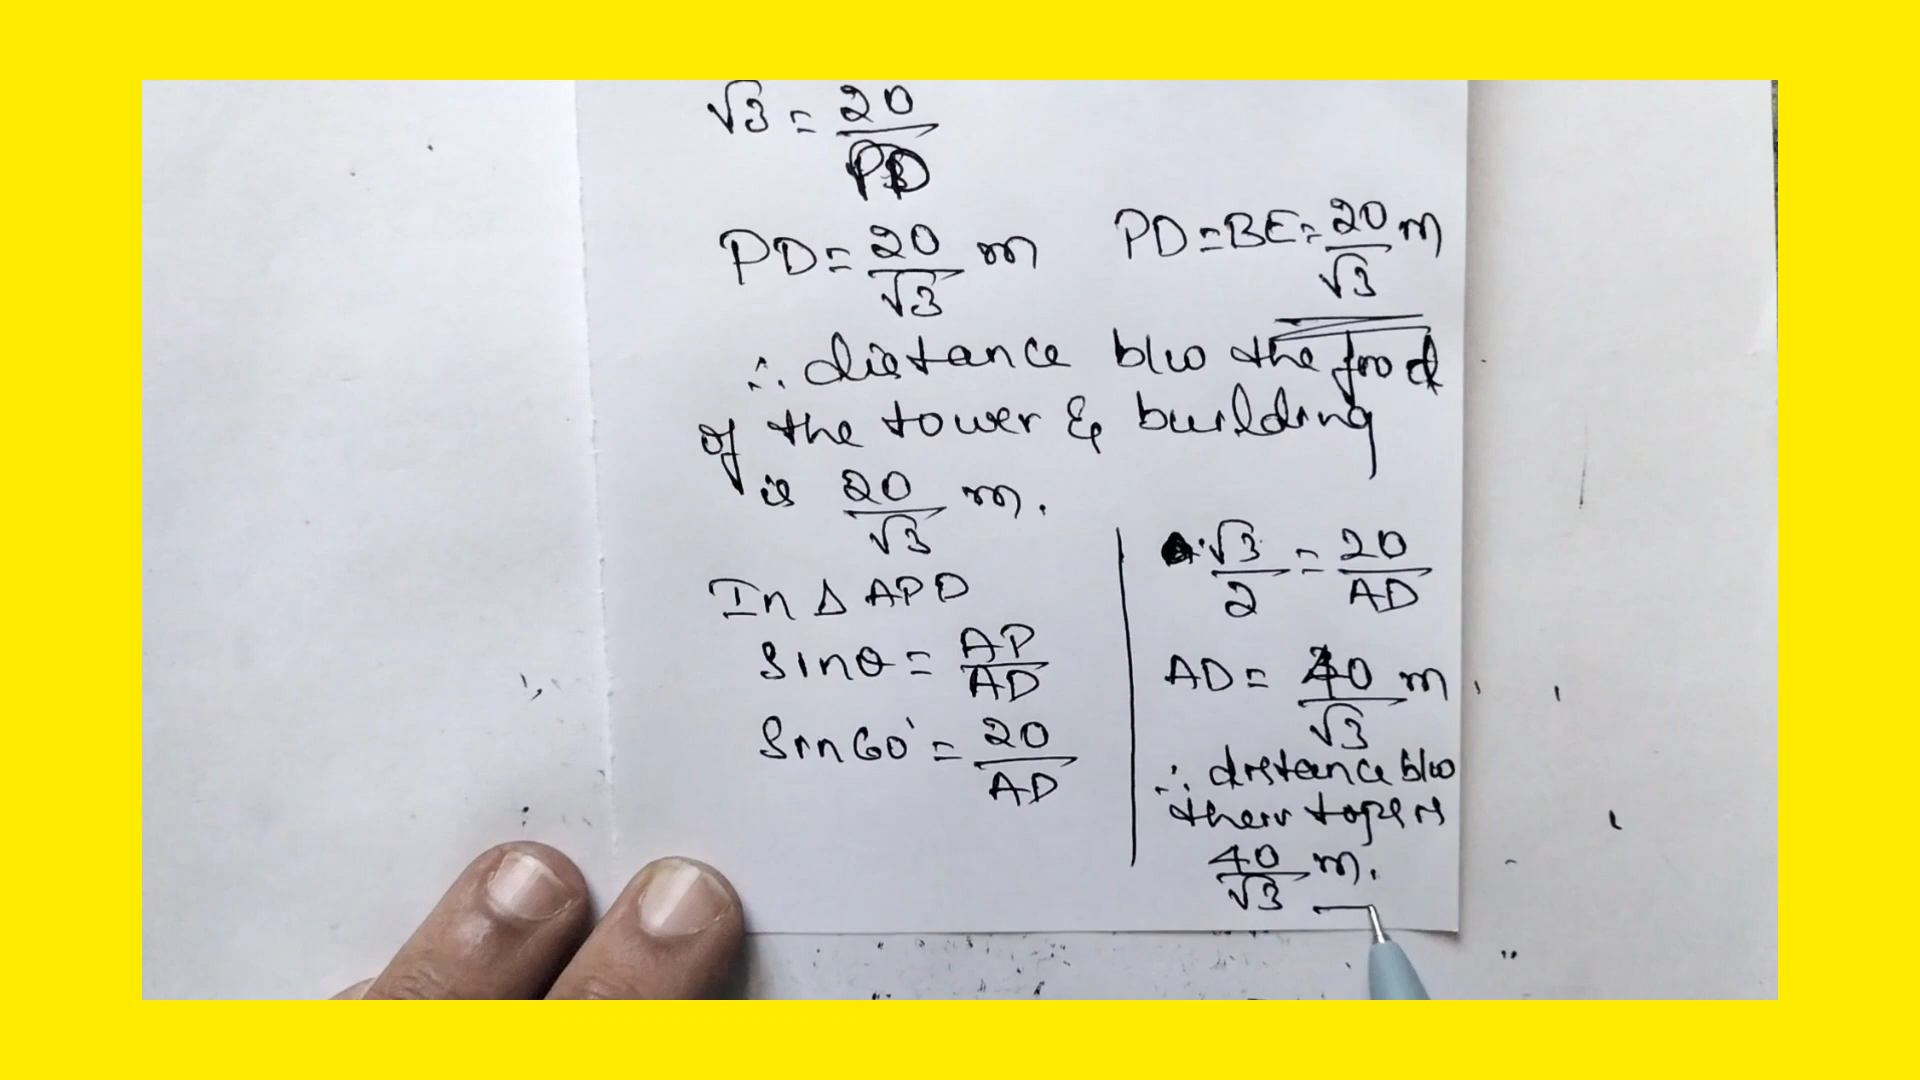 √3 = 20/PD
PD = 20/√3 m
PD = BE = 20/√3 m
∴ distance b/w the foot
of the tower & building
is 20/√3 m.
In Δ APD
Sinθ = AP/AD
Sin60° = 20/AD
√3/2 = 20/AD
AD = 40/√3 m
∴ distance b/w
their tops is
40/√3 m.